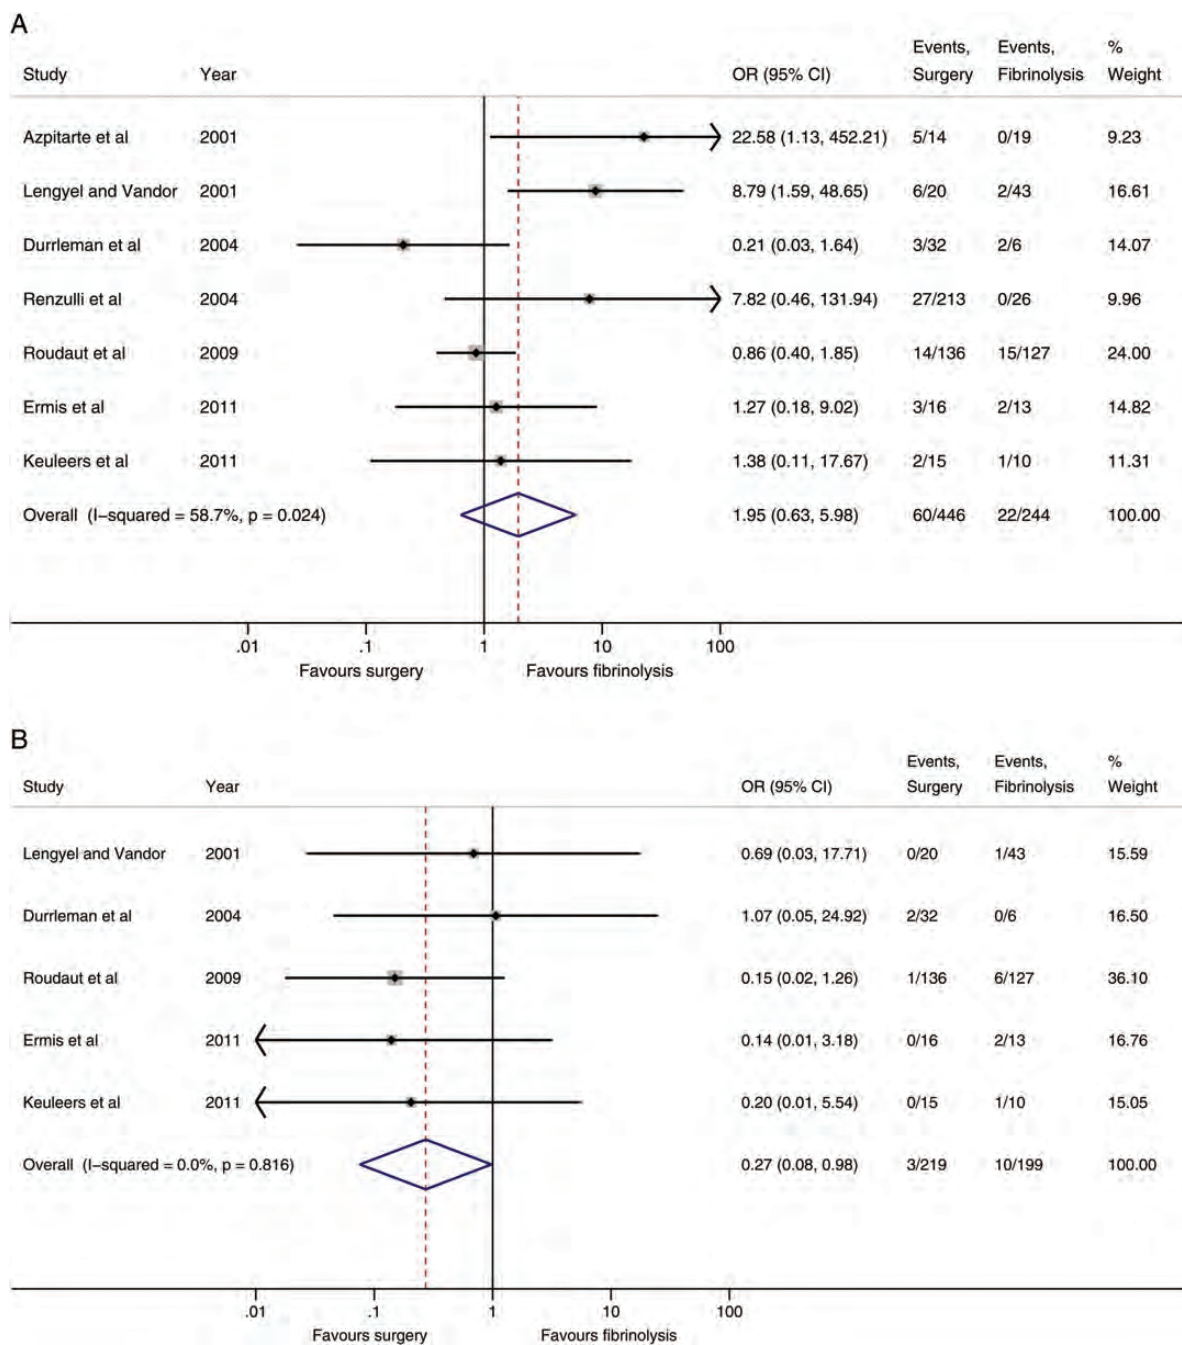 A
Study Year OR (95% CI) Events, Surgery Events, Fibrinolysis % Weight
Azpitarte et al 2001 22.58 (1.13, 452.21) 5/14 0/19 9.23
Lengyel and Vandor 2001 8.79 (1.59, 48.65) 6/20 2/43 16.61
Durrleman et al 2004 0.21 (0.03, 1.64) 3/32 2/6 14.07
Renzulli et al 2004 7.82 (0.46, 131.94) 27/213 0/26 9.96
Roudaut et al 2009 0.86 (0.40, 1.85) 14/136 15/127 24.00
Ermis et al 2011 1.27 (0.18, 9.02) 3/16 2/13 14.82
Keuleers et al 2011 1.38 (0.11, 17.67) 2/15 1/10 11.31
Overall (I−squared = 58.7%, p = 0.024) 1.95 (0.63, 5.98) 60/446 22/244 100.00
.01 .1 1 10 100
Favours surgery Favours fibrinolysis
B
Study Year OR (95% CI) Events, Surgery Events, Fibrinolysis % Weight
Lengyel and Vandor 2001 0.69 (0.03, 17.71) 0/20 1/43 15.59
Durrleman et al 2004 1.07 (0.05, 24.92) 2/32 0/6 16.50
Roudaut et al 2009 0.15 (0.02, 1.26) 1/136 6/127 36.10
Ermis et al 2011 0.14 (0.01, 3.18) 0/16 2/13 16.76
Keuleers et al 2011 0.20 (0.01, 5.54) 0/15 1/10 15.05
Overall (I−squared = 0.0%, p = 0.816) 0.27 (0.08, 0.98) 3/219 10/199 100.00
.01 .1 1 10 100
Favours surgery Favours fibrinolysis